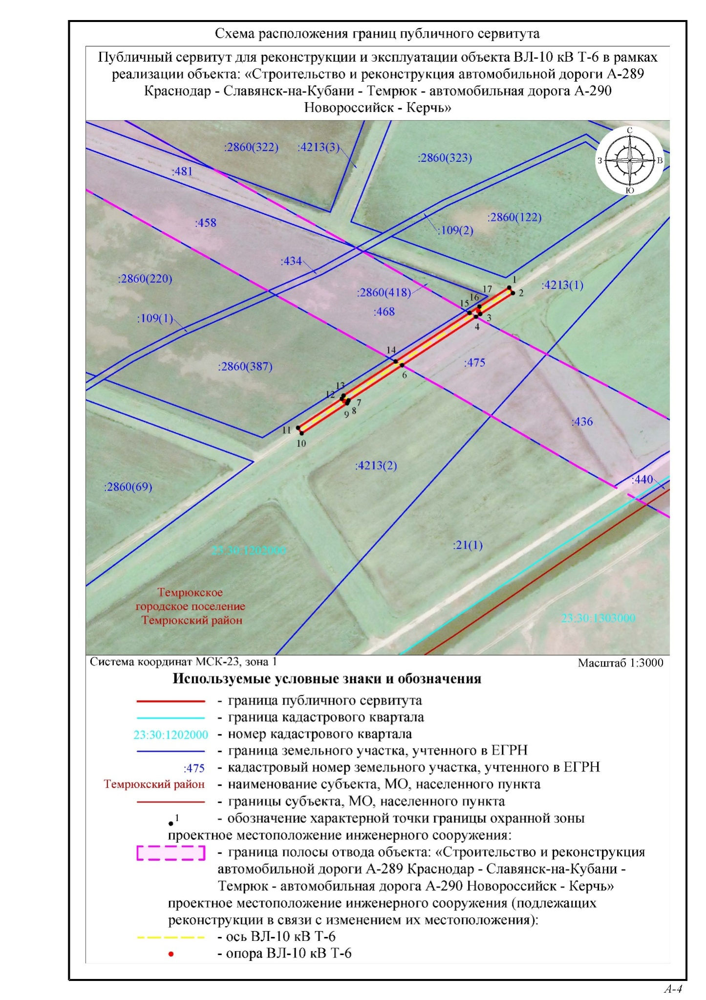 Схема расположения границ публичного сервитута
Публичный сервитут для реконструкции и эксплуатации объекта ВЛ-10 кВ Т-6 в рамках
реализации объекта: «Строительство и реконструкция автомобильной дороги А-289
Краснодар - Славянск-на-Кубани - Темрюк - автомобильная дорога А-290
Новороссийск - Керчь»
С
З
В
Ю
:2860(322)
:4213(3)
:2860(323)
:481
:458
:2860(122)
:109(2)
:434
:2860(220)
:2860(418)
:4213(1)
:468
:109(1)
:2860(387)
:475
1
2
17
16
15
3
4
14
6
13
12
7
8
9
11
10
:436
:4213(2)
:440
:2860(69)
:21(1)
23:30:1202000
Темрюкское
городское поселение
Темрюкский район
23:30:1303000
Система координат МСК-23, зона 1
Масштаб 1:3000
Используемые условные знаки и обозначения
- граница публичного сервитута
- граница кадастрового квартала
23:30:1202000 - номер кадастрового квартала
- граница земельного участка, учтенного в ЕГРН
:475 - кадастровый номер земельного участка, учтенного в ЕГРН
Темрюкский район - наименование субъекта, МО, населенного пункта
- границы субъекта, МО, населенного пункта
1 - обозначение характерной точки границы охранной зоны
проектное местоположение инженерного сооружения:
- граница полосы отвода объекта: «Строительство и реконструкция
автомобильной дороги А-289 Краснодар - Славянск-на-Кубани -
Темрюк - автомобильная дорога А-290 Новороссийск - Керчь»
проектное местоположение инженерного сооружения (подлежащих
реконструкции в связи с изменением их местоположения):
- ось ВЛ-10 кВ Т-6
- опора ВЛ-10 кВ Т-6
А-4